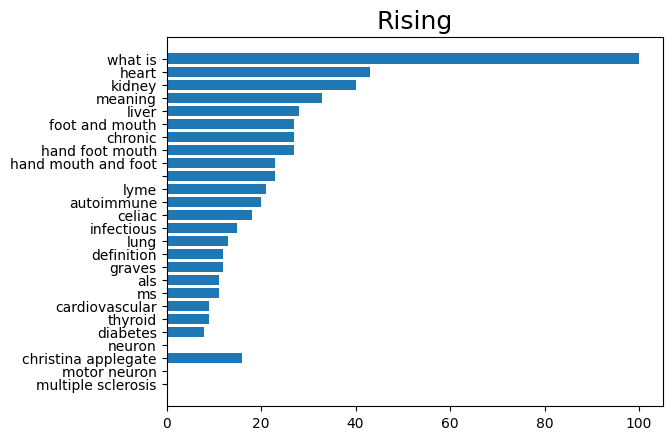 Rising
what is
heart
kidney
meaning
liver
foot and mouth
chronic
hand foot mouth
hand mouth and foot
lyme
autoimmune
celiac
infectious
lung
definition
graves
als
ms
cardiovascular
thyroid
diabetes
neuron
christina applegate
motor neuron
multiple sclerosis
0 20 40 60 80 100